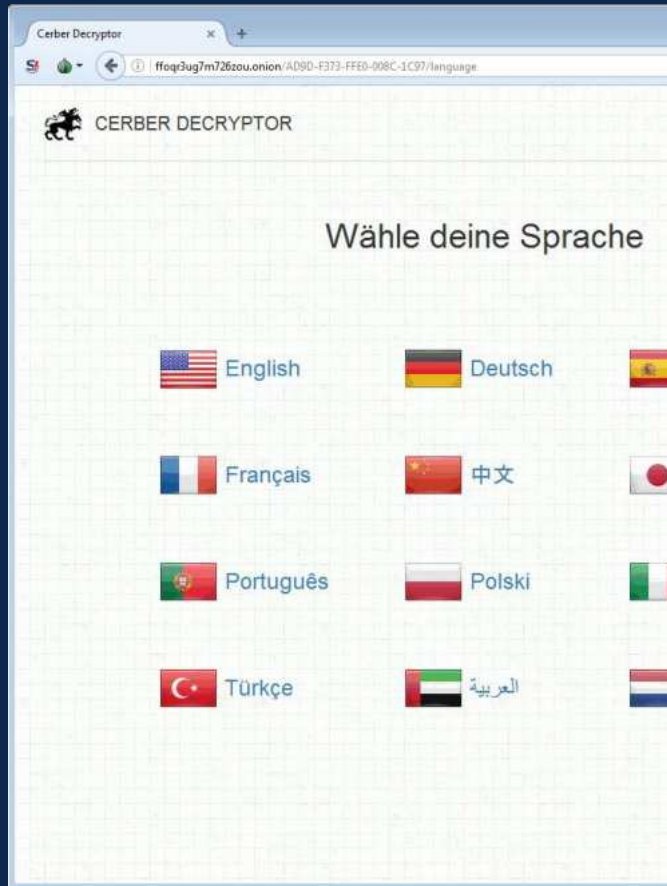 Cerber Decryptor
ffoqr3ug7m726zou.onion/AD9D-F373-FFE0-008C-1C97/language
CERBER DECRYPTOR
Wähle deine Sprache
English
Deutsch
Français
中文
Português
Polski
Türkçe
العربية